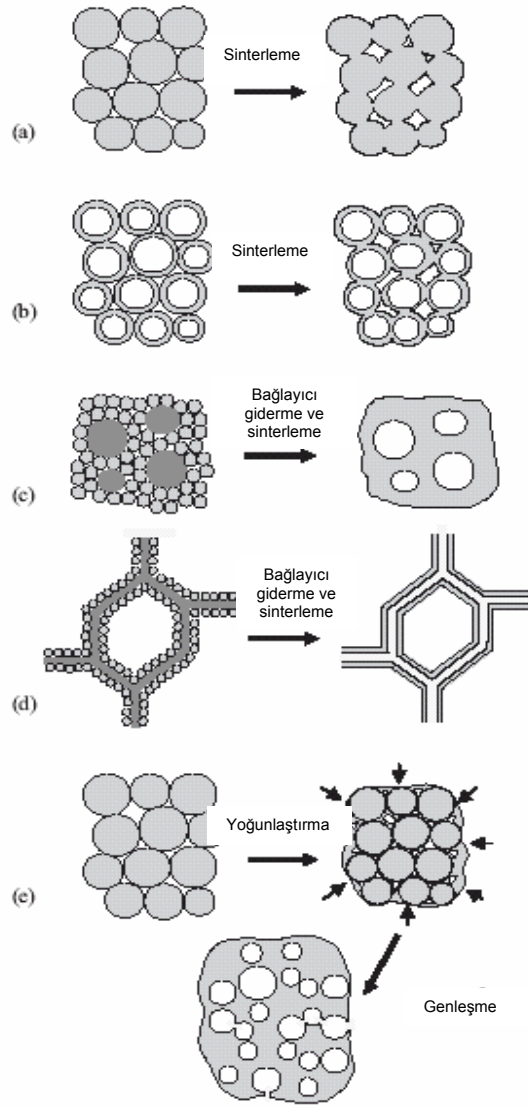 Sinterleme
(a)
Sinterleme
(b)
Bağlayıcı
giderme ve
sinterleme
(c)
Bağlayıcı
giderme ve
sinterleme
(d)
Yoğunlaştırma
(e)
Genleşme